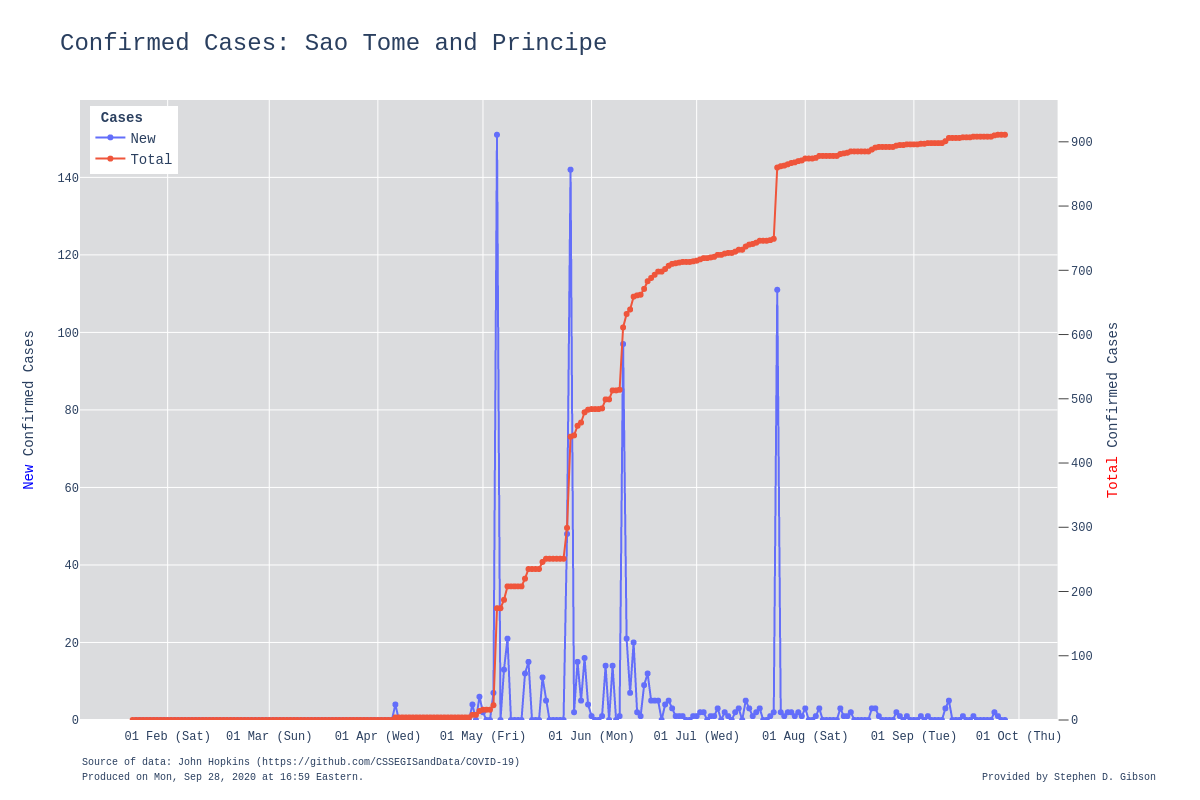 Confirmed Cases: Sao Tome and Principe
Cases
New
Total
140
120
100
80
60
40
20
0
900
800
700
600
500
400
300
200
100
0
New Confirmed Cases
Total Confirmed Cases
01 Feb (Sat) 01 Mar (Sun) 01 Apr (Wed) 01 May (Fri) 01 Jun (Mon) 01 Jul (Wed) 01 Aug (Sat) 01 Sep (Tue) 01 Oct (Thu)
Source of data: John Hopkins (https://github.com/CSSEGISandData/COVID-19)
Produced on Mon, Sep 28, 2020 at 16:59 Eastern.
Provided by Stephen D. Gibson